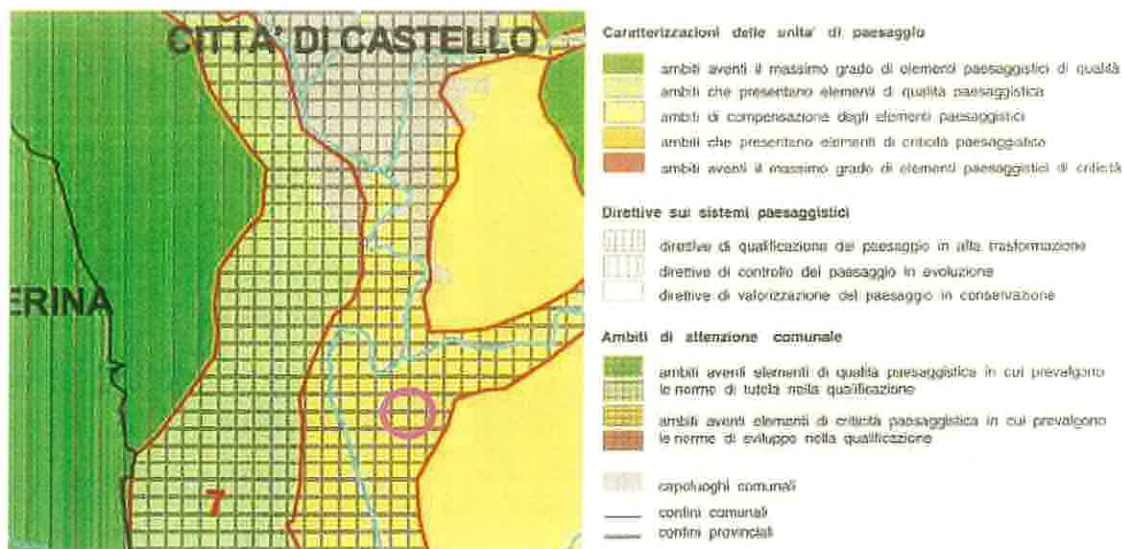 CITTA' DI CASTELLO
ERINA
7
Caratterizzazioni delle unita' di paesaggio
ambiti aventi il massimo grado di elementi paesaggistici di qualità
ambiti che presentano elementi di qualità paesaggistica
ambiti di compensazione degli elementi paesaggistici
ambiti che presentano elementi di criticità paesaggistica
ambiti aventi il massimo grado di elementi paesaggistici di criticità
Direttive sui sistemi paesaggistici
direttive di qualificazione del paesaggio in alta trasformazione
direttive di controllo del paesaggio in evoluzione
direttive di valorizzazione del paesaggio in conservazione
Ambiti di attenzione comunale
ambiti aventi elementi di qualità paesaggistica in cui prevalgono
le norme di tutela nella qualificazione
ambiti aventi elementi di criticità paesaggistica in cui prevalgono
le norme di sviluppo nella qualificazione
capoluoghi comunali
confini comunali
confini provinciali